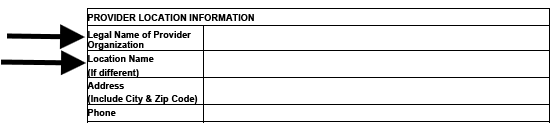 PROVIDER LOCATION INFORMATION
Legal Name of Provider
Organization
Location Name
(If different)
Address
(Include City & Zip Code)
Phone